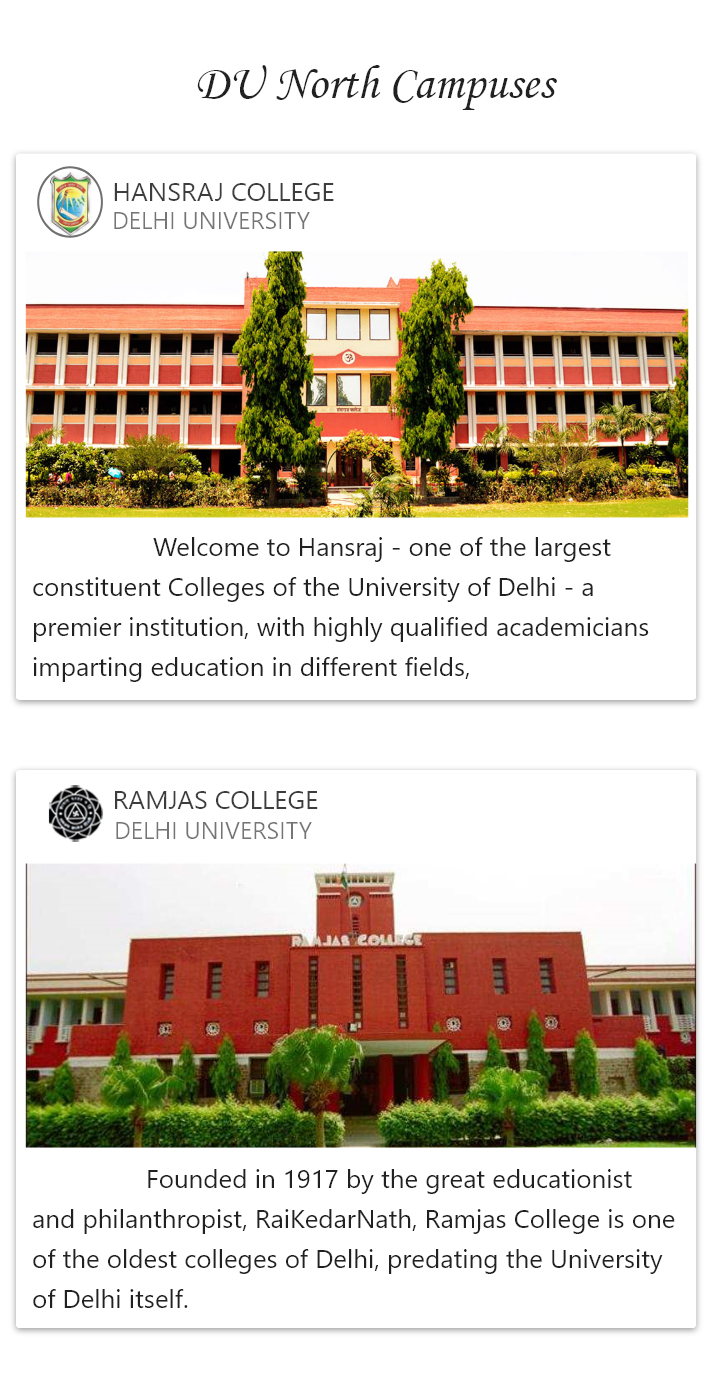 DU North Campuses
HANSRAJ COLLEGE
DELHI UNIVERSITY
Welcome to Hansraj - one of the largest
constituent Colleges of the University of Delhi - a
premier institution, with highly qualified academicians
imparting education in different fields,
RAMJAS COLLEGE
DELHI UNIVERSITY
RAMJAS COLLEGE
Founded in 1917 by the great educationist
and philanthropist, RaiKedarNath, Ramjas College is one
of the oldest colleges of Delhi, predating the University
of Delhi itself.